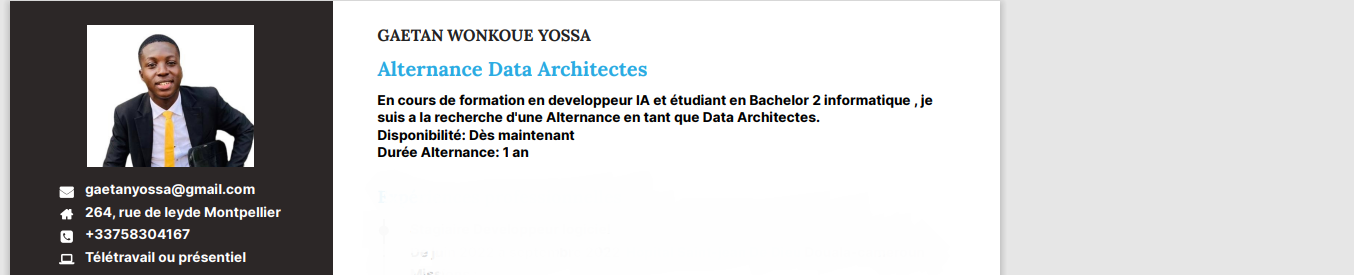 gaetanyossa@gmail.com
264, rue de leyde Montpellier
+33758304167
Télétravail ou présentiel
GAETAN WONKOUE YOSSA
Alternance Data Architectes
En cours de formation en developpeur IA et étudiant en Bachelor 2 informatique , je
suis a la recherche d'une Alternance en tant que Data Architectes.
Disponibilité: Dès maintenant
Durée Alternance: 1 an